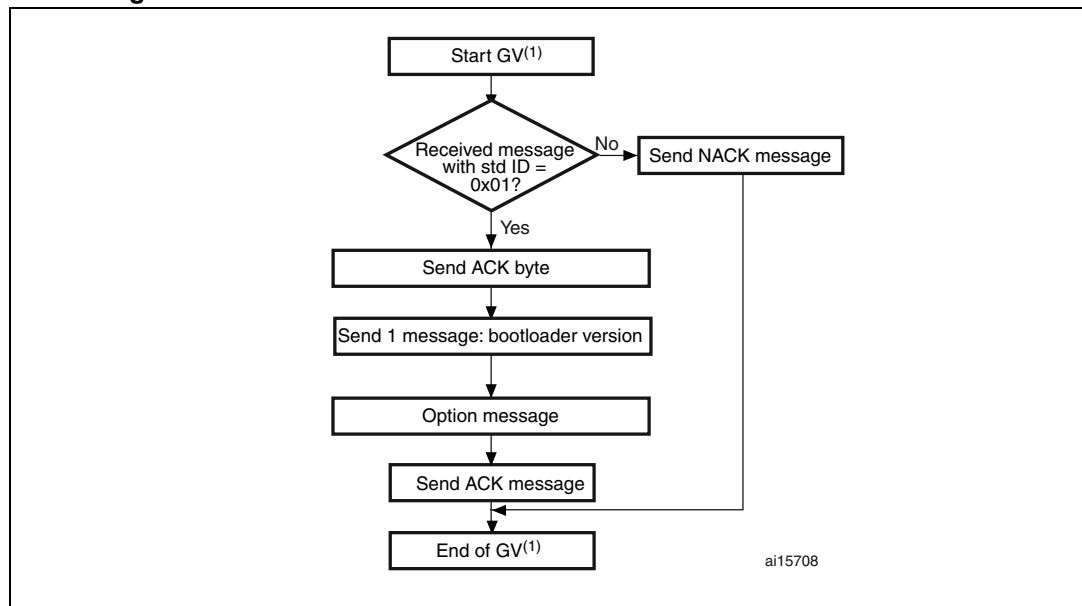 Start GV(1)
Received message
with std ID =
0x01?
No
Send NACK message
Yes
Send ACK byte
Send 1 message: bootloader version
Option message
Send ACK message
End of GV(1)
ai15708